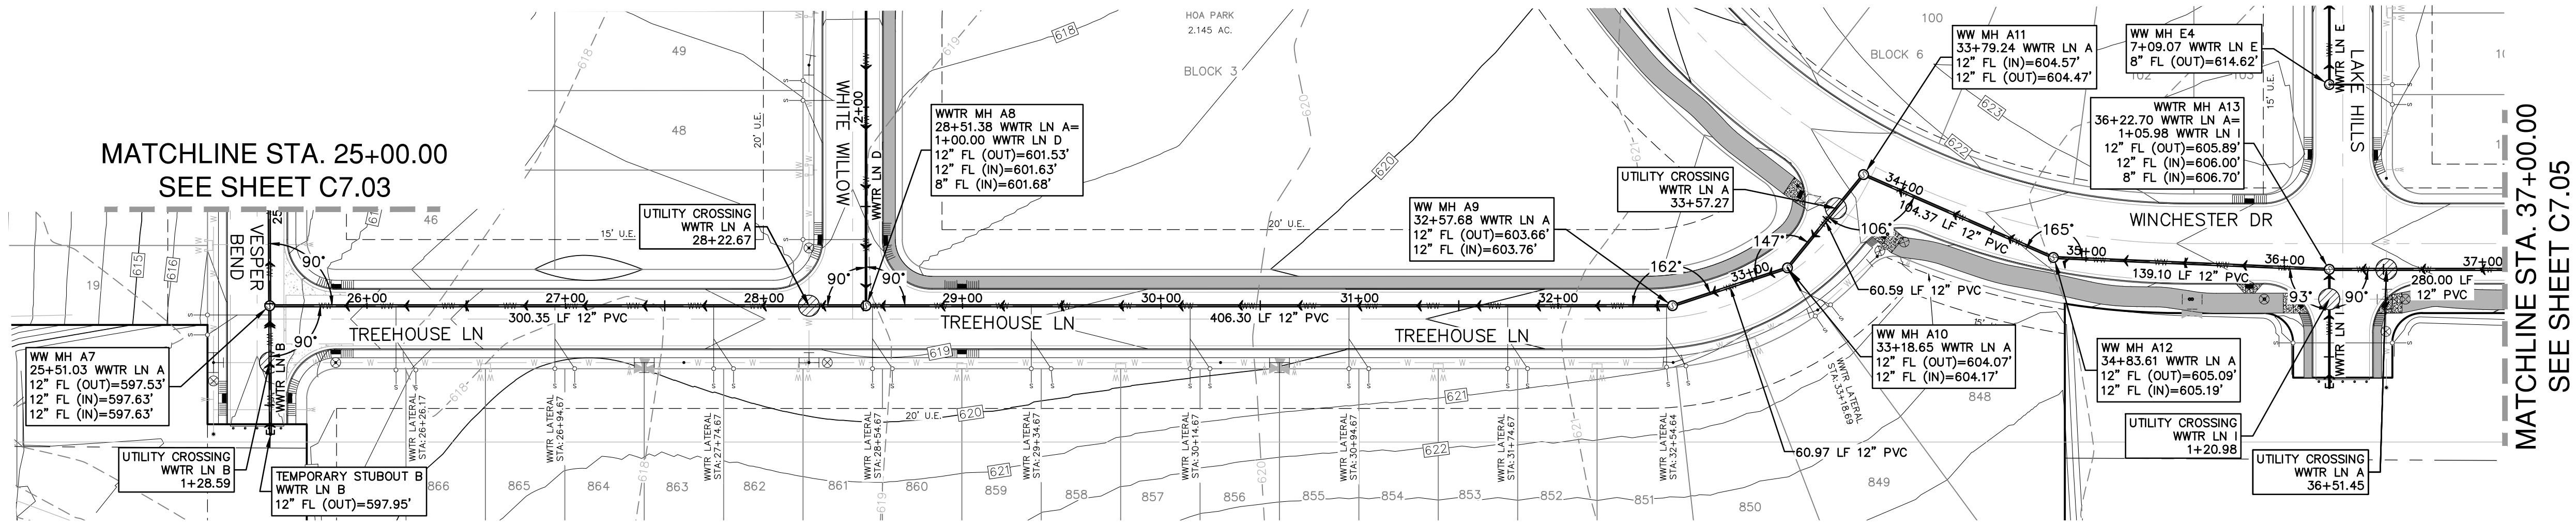 MATCHLINE STA. 25+00.00
SEE SHEET C7.03
VESPER
BEND
25
19
615
616
46
90°
90°
WW MH A7
25+51.03 WWTR LN A
12" FL (OUT)=597.53'
12" FL (IN)=597.63'
12" FL (IN)=597.63'
UTILITY CROSSING
WWTR LN B
1+28.59
WWTR LN B
TEMPORARY STUBOUT B
WWTR LN B
12" FL (OUT)=597.95'
26+00
27+00
28+00
300.35 LF 12" PVC
TREEHOUSE LN
15' U.E.
49
48
618
20' U.E.
UTILITY CROSSING
WWTR LN A
28+22.67
WHITE WILLOW
2+00
WWTR LN D
90°
90°
619
618
WWTR MH A8
28+51.38 WWTR LN A=
1+00.00 WWTR LN D
12" FL (OUT)=601.53'
12" FL (IN)=601.63'
8" FL (IN)=601.68'
HOA PARK
2.145 AC.
BLOCK 3
620
620
20' U.E.
29+00
30+00
31+00
32+00
TREEHOUSE LN
406.30 LF 12" PVC
TREEHOUSE LN
619
WW MH A9
32+57.68 WWTR LN A
12" FL (OUT)=603.66'
12" FL (IN)=603.76'
621
UTILITY CROSSING
WWTR LN A
33+57.27
162°
33+00
147°
106°
60.59 LF 12" PVC
60.97 LF 12" PVC
WW MH A10
33+18.65 WWTR LN A
12" FL (OUT)=604.07'
12" FL (IN)=604.17'
WW MH A11
33+79.24 WWTR LN A
12" FL (IN)=604.57'
12" FL (OUT)=604.47'
100
BLOCK 6
623
622
102
103
34+00
104.37 LF 12" PVC
165°
35+00
WW MH A12
34+83.61 WWTR LN A
12" FL (OUT)=605.09'
12" FL (IN)=605.19'
WW MH E4
7+09.07 WWTR LN E
8" FL (OUT)=614.62'
WWTR MH A13
36+22.70 WWTR LN A=
1+05.98 WWTR LN I
12" FL (OUT)=605.89'
12" FL (IN)=606.00'
8" FL (IN)=606.70'
15' U.E.
WWTR LN E
LAKE HILLS
WINCHESTER DR
139.10 LF 12" PVC
36+00
37+00
280.00 LF
12" PVC
93°
90°
WWTR LN I
15' U.E.
UTILITY CROSSING
WWTR LN I
1+20.98
UTILITY CROSSING
WWTR LN A
36+51.45
MATCHLINE STA. 37+00.00
SEE SHEET C7.05
WWTR LATERAL
STA:26+26.17
WWTR LATERAL
STA:26+94.67
WWTR LATERAL
STA:27+74.67
WWTR LATERAL
STA:28+54.67
WWTR LATERAL
STA:29+34.67
WWTR LATERAL
STA:30+14.67
WWTR LATERAL
STA:30+94.67
WWTR LATERAL
STA:31+74.67
WWTR LATERAL
STA:32+54.64
WWTR LATERAL
STA:33+18.69
618
618
619
20' U.E.
620
620
621
621
621
622
866
865
864
863
862
861
860
859
858
857
856
855
854
853
852
851
850
849
848